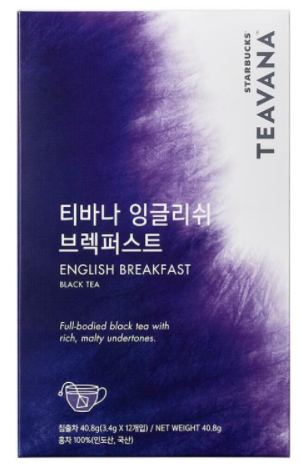 STARBUCKS™
TEAVANA™
티바나 잉글리쉬
브렉퍼스트
ENGLISH BREAKFAST
BLACK TEA
Full-bodied black tea with
rich, malty undertones.
침출차 40.8g(3.4g X 12개입) / NET WEIGHT 40.8g
홍차 100%(인도산, 국산)